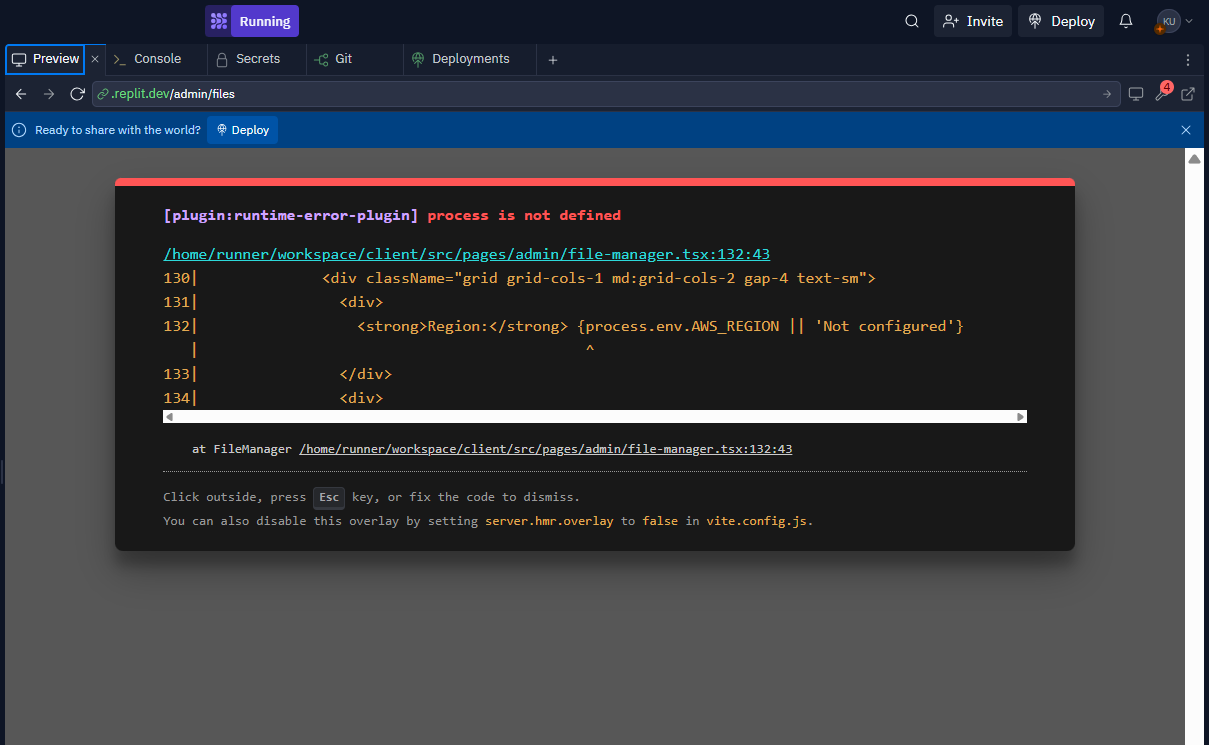 Running
Invite
Deploy
KU
Preview
Console
Secrets
Git
Deployments
.replit.dev/admin/files
4
Ready to share with the world?
Deploy
[plugin:runtime-error-plugin] process is not defined
/home/runner/workspace/client/src/pages/admin/file-manager.tsx:132:43
130| <div className="grid grid-cols-1 md:grid-cols-2 gap-4 text-sm">
131| <div>
132| <strong>Region:</strong> {process.env.AWS_REGION || 'Not configured'}
| ^
133| </div>
134| <div>
at FileManager /home/runner/workspace/client/src/pages/admin/file-manager.tsx:132:43
Click outside, press Esc key, or fix the code to dismiss.
You can also disable this overlay by setting server.hmr.overlay to false in vite.config.js.